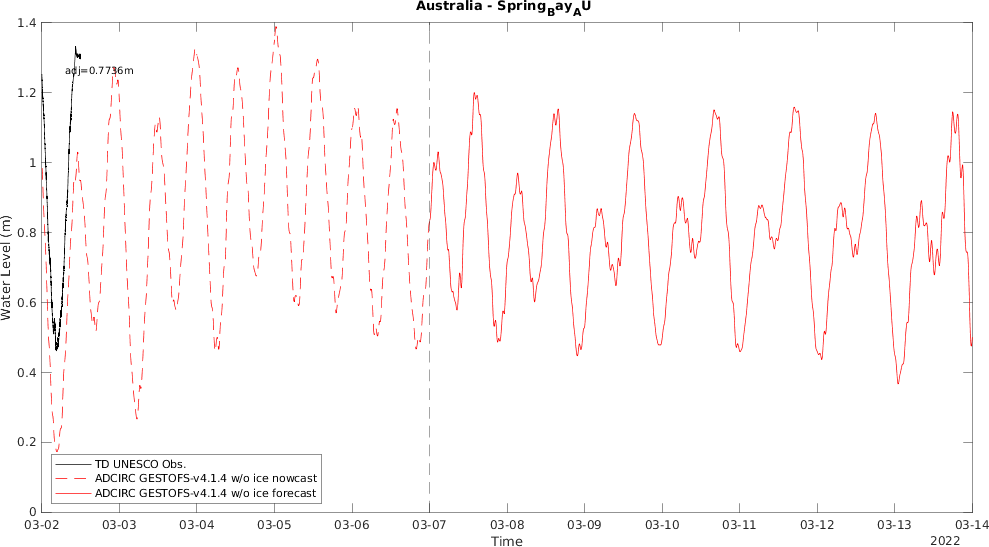 Australia - SpringBayAU
1.4
1.2
1
0.8
0.6
0.4
0.2
0
Water Level (m)
adj=0.7736m
TD UNESCO Obs.
ADCIRC GESTOFS-v4.1.4 w/o ice nowcast
ADCIRC GESTOFS-v4.1.4 w/o ice forecast
03-02 03-03 03-04 03-05 03-06 03-07 03-08 03-09 03-10 03-11 03-12 03-13 03-14
Time
2022